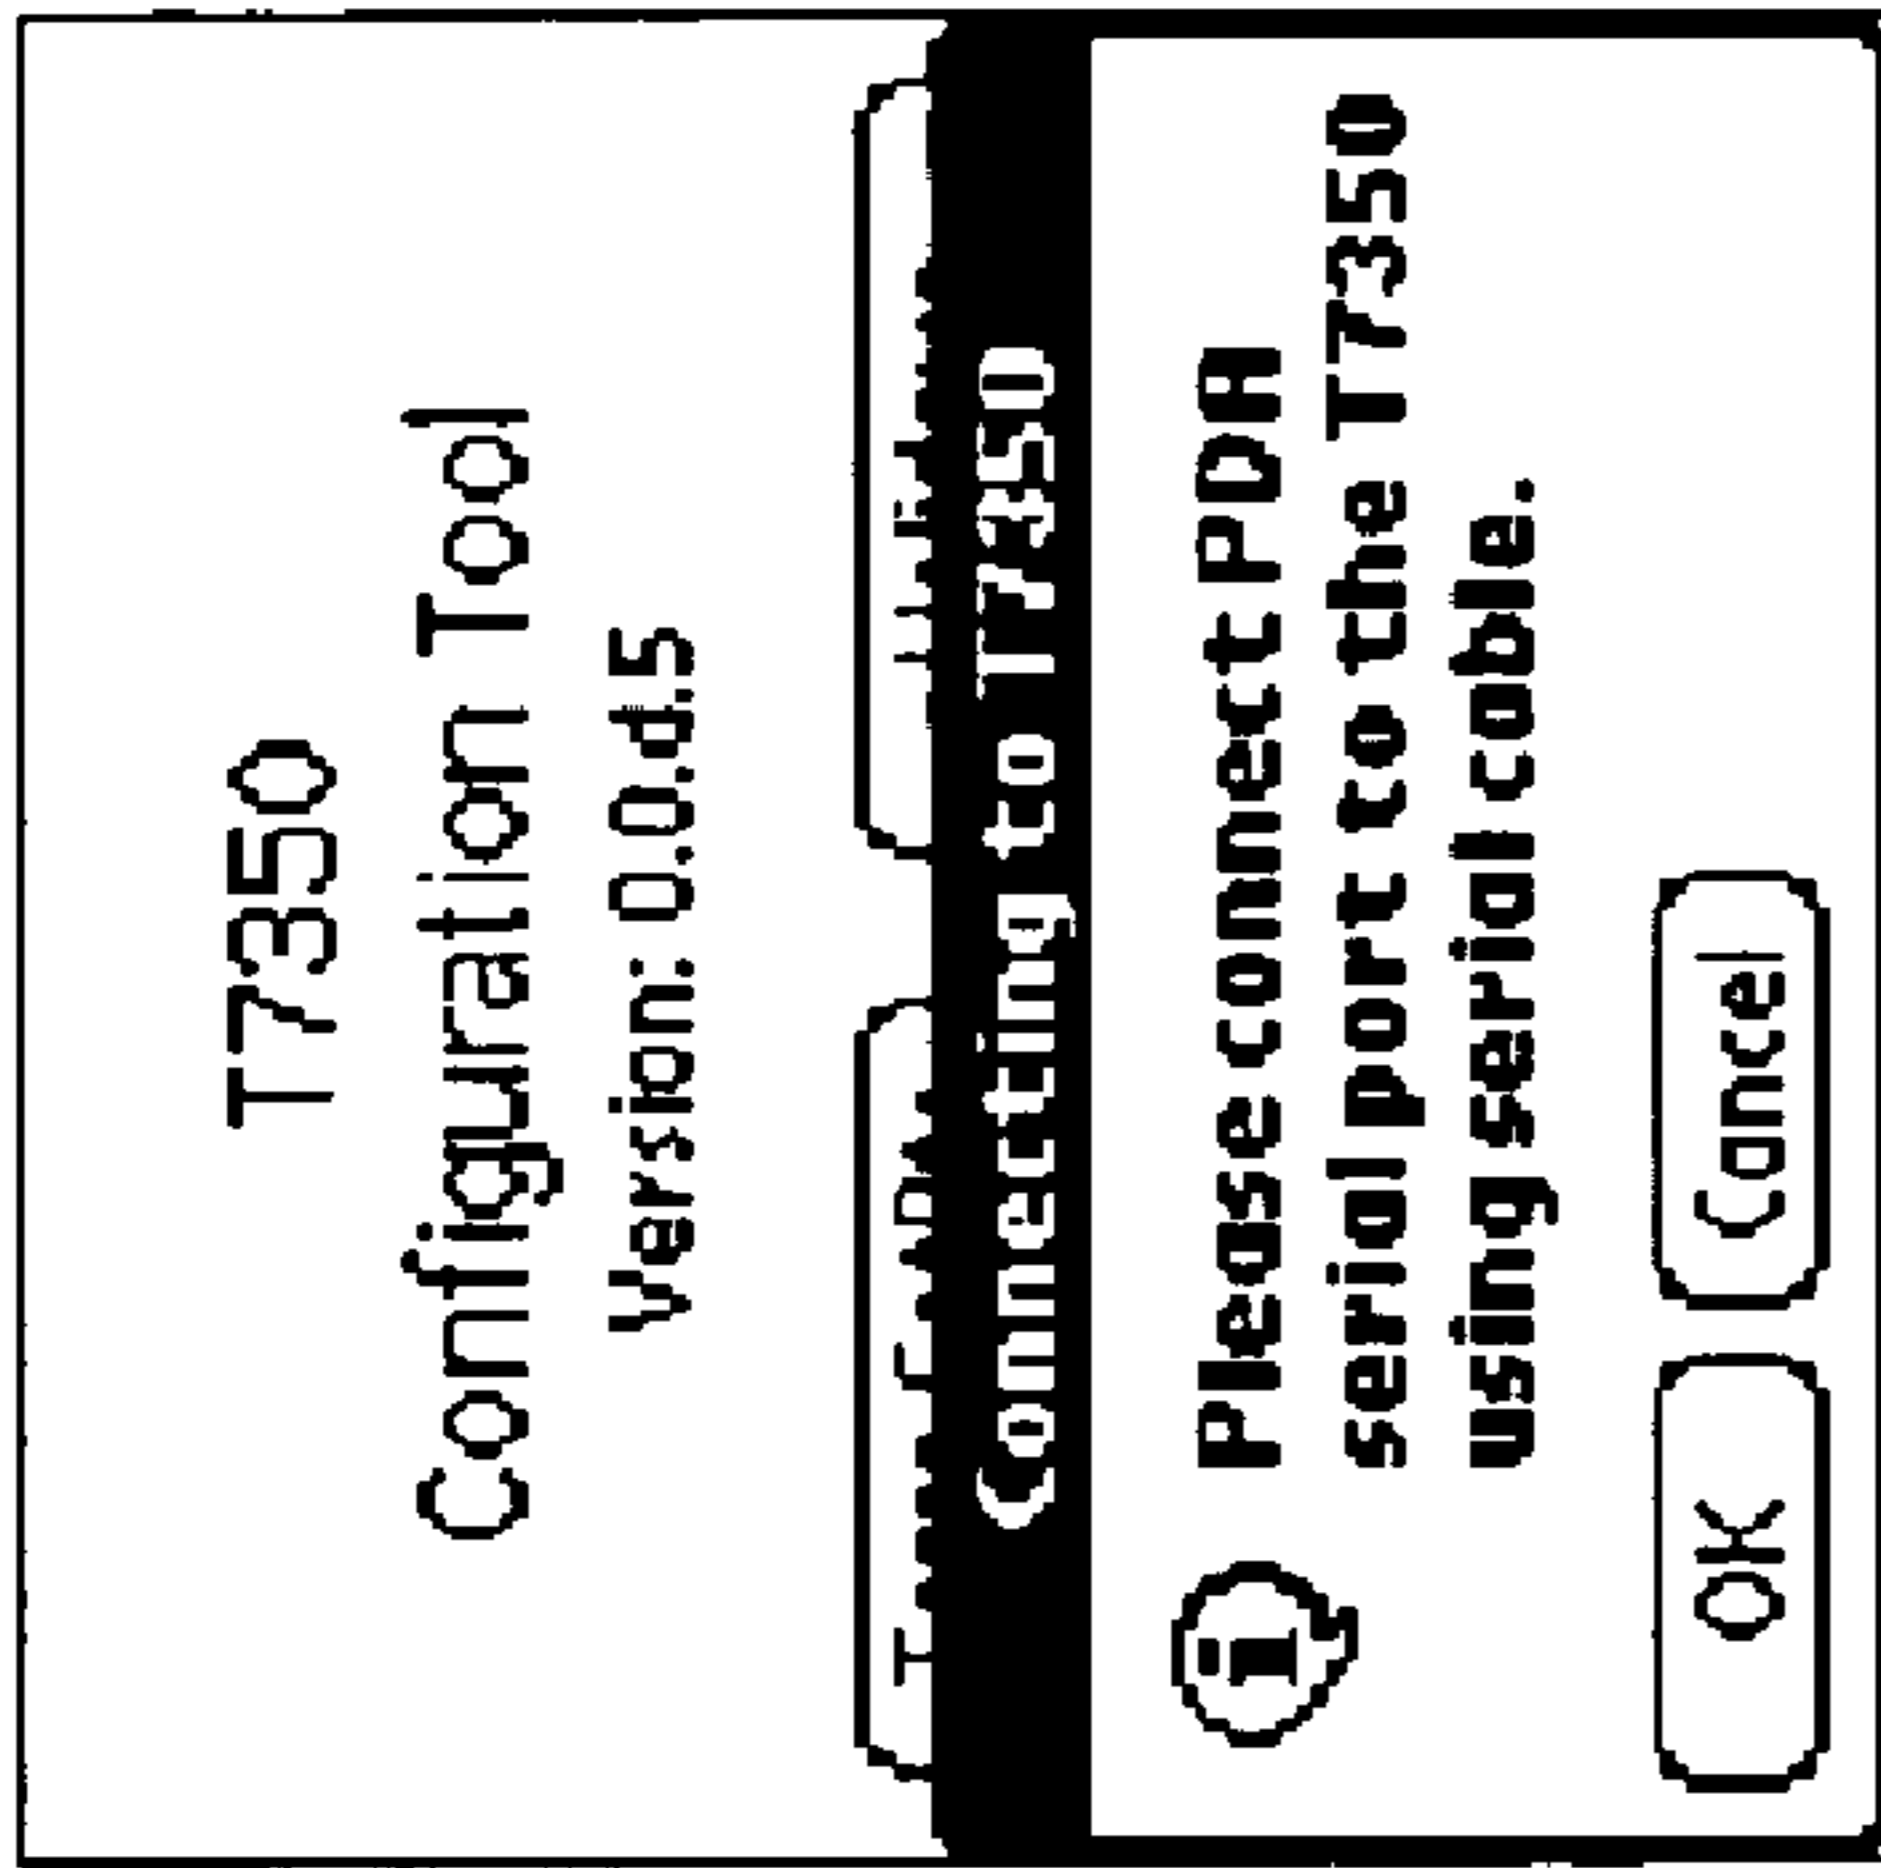 T7350
Configuration Tool
Version: 0.0.d.5
Connecting to T7350
i
Please connect PDA
serial port to the T7350
using serial cable.
OK
Cancel